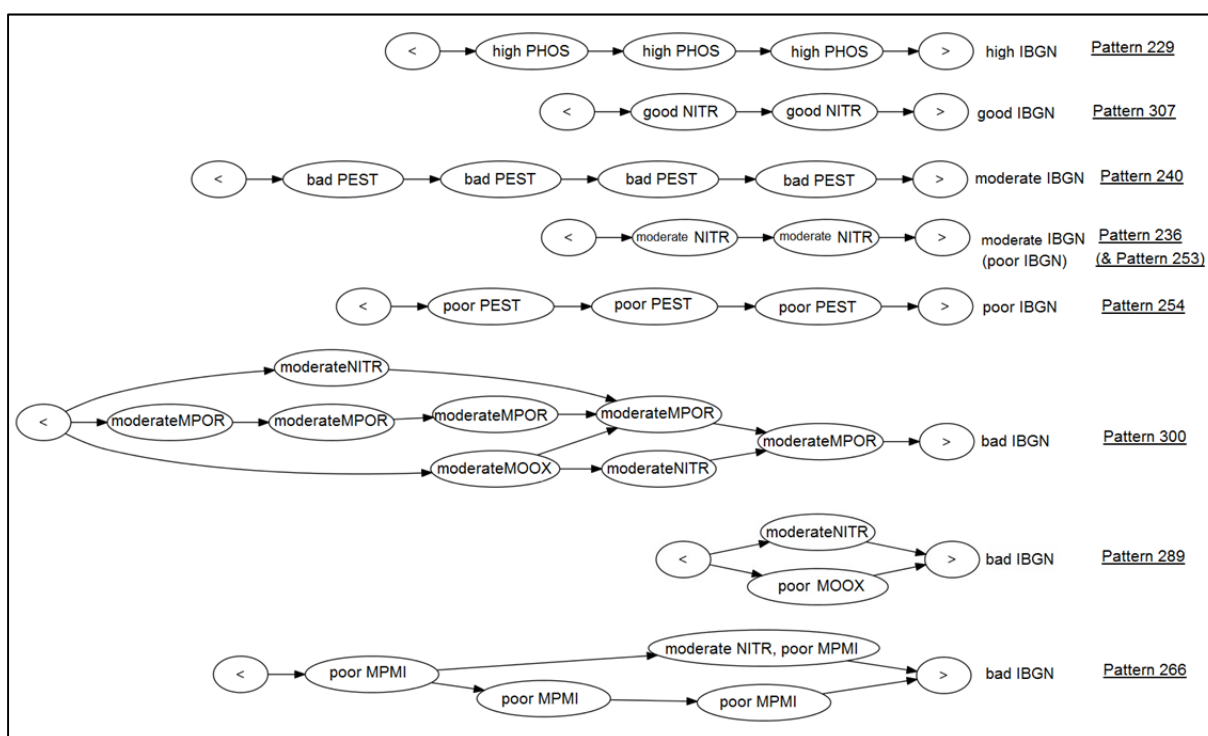 < high PHOS high PHOS high PHOS > high IBGN Pattern 229
< good NITR good NITR > good IBGN Pattern 307
< bad PEST bad PEST bad PEST bad PEST > moderate IBGN Pattern 240
< moderate NITR moderate NITR > moderate IBGN Pattern 236
(poor IBGN) (& Pattern 253)
< poor PEST poor PEST poor PEST > poor IBGN Pattern 254
moderateNITR
< moderateMPOR moderateMPOR moderateMPOR moderateMPOR
moderateMPOR > bad IBGN Pattern 300
moderateMOOX moderateNITR
moderateNITR
< > bad IBGN Pattern 289
poor MOOX
moderate NITR, poor MPMI
< poor MPMI > bad IBGN Pattern 266
poor MPMI poor MPMI